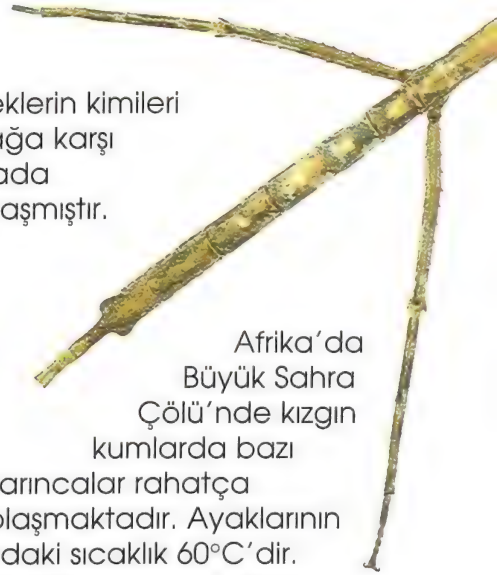 eklerin kimileri
ağa karşı
ada
aşmıştır.
Afrika'da
Büyük Sahra
Çölü'nde kızgın
kumlarda bazı
arıncalar rahatça
olaşmaktadır. Ayaklarının
daki sıcaklık 60°C'dir.